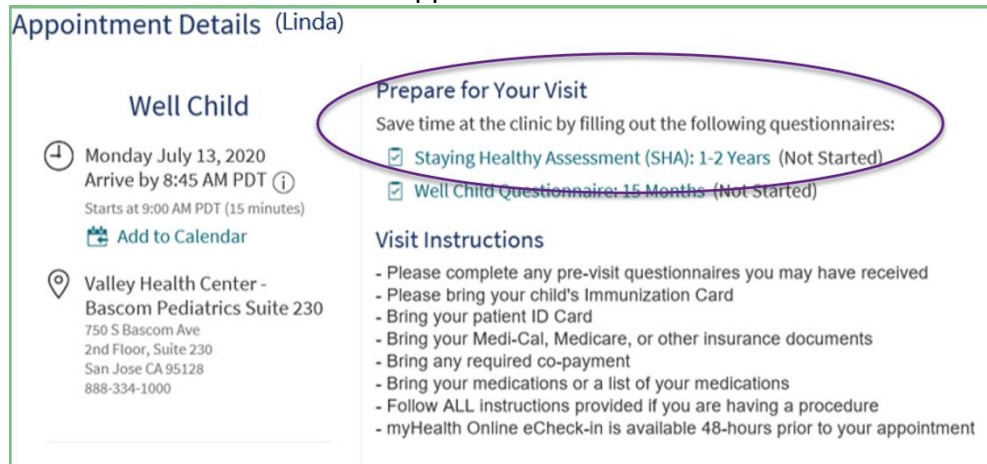 Appointment Details (Linda)
Well Child
Monday July 13, 2020
Arrive by 8:45 AM PDT
Starts at 9:00 AM PDT (15 minutes)
Add to Calendar
Valley Health Center -
Bascom Pediatrics Suite 230
750 S Bascom Ave
2nd Floor, Suite 230
San Jose CA 95128
888-334-1000
Prepare for Your Visit
Save time at the clinic by filling out the following questionnaires:
Staying Healthy Assessment (SHA): 1-2 Years (Not Started)
Well Child Questionnaire: 15 Months (Not Started)
Visit Instructions
- Please complete any pre-visit questionnaires you may have received
- Please bring your child's Immunization Card
- Bring your patient ID Card
- Bring your Medi-Cal, Medicare, or other insurance documents
- Bring any required co-payment
- Bring your medications or a list of your medications
- Follow ALL instructions provided if you are having a procedure
- myHealth Online eCheck-in is available 48-hours prior to your appointment